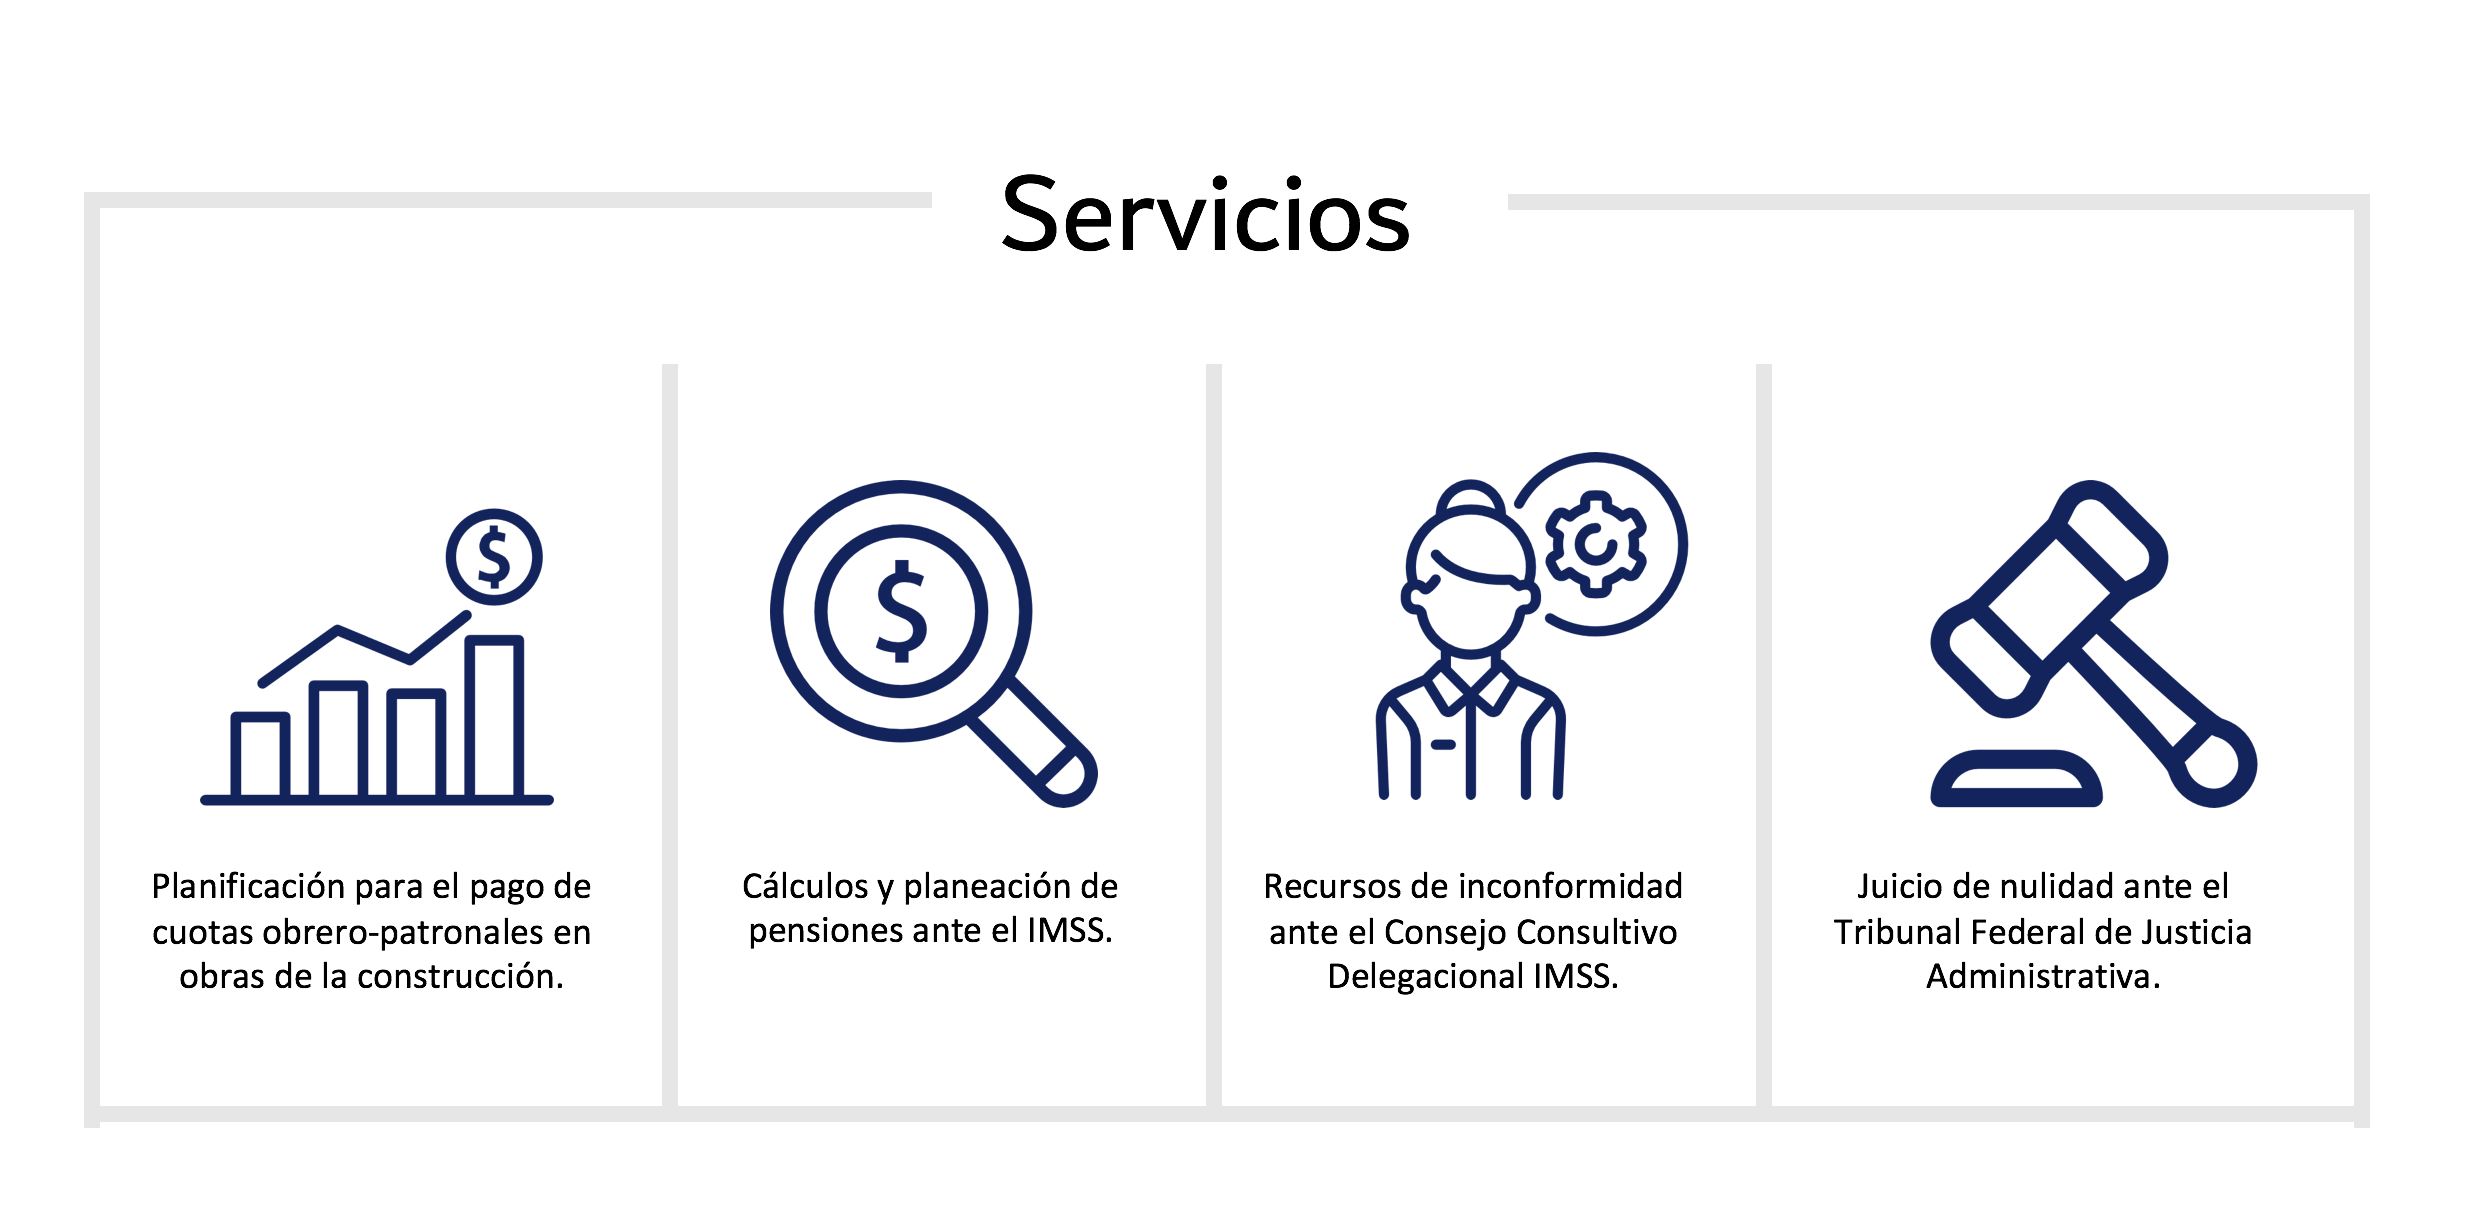 Servicios
$
$
Planificación para el pago de
cuotas obrero-patronales en
obras de la construcción.
Cálculos y planeación de
pensiones ante el IMSS.
Recursos de inconformidad
ante el Consejo Consultivo
Delegacional IMSS.
Juicio de nulidad ante el
Tribunal Federal de Justicia
Administrativa.